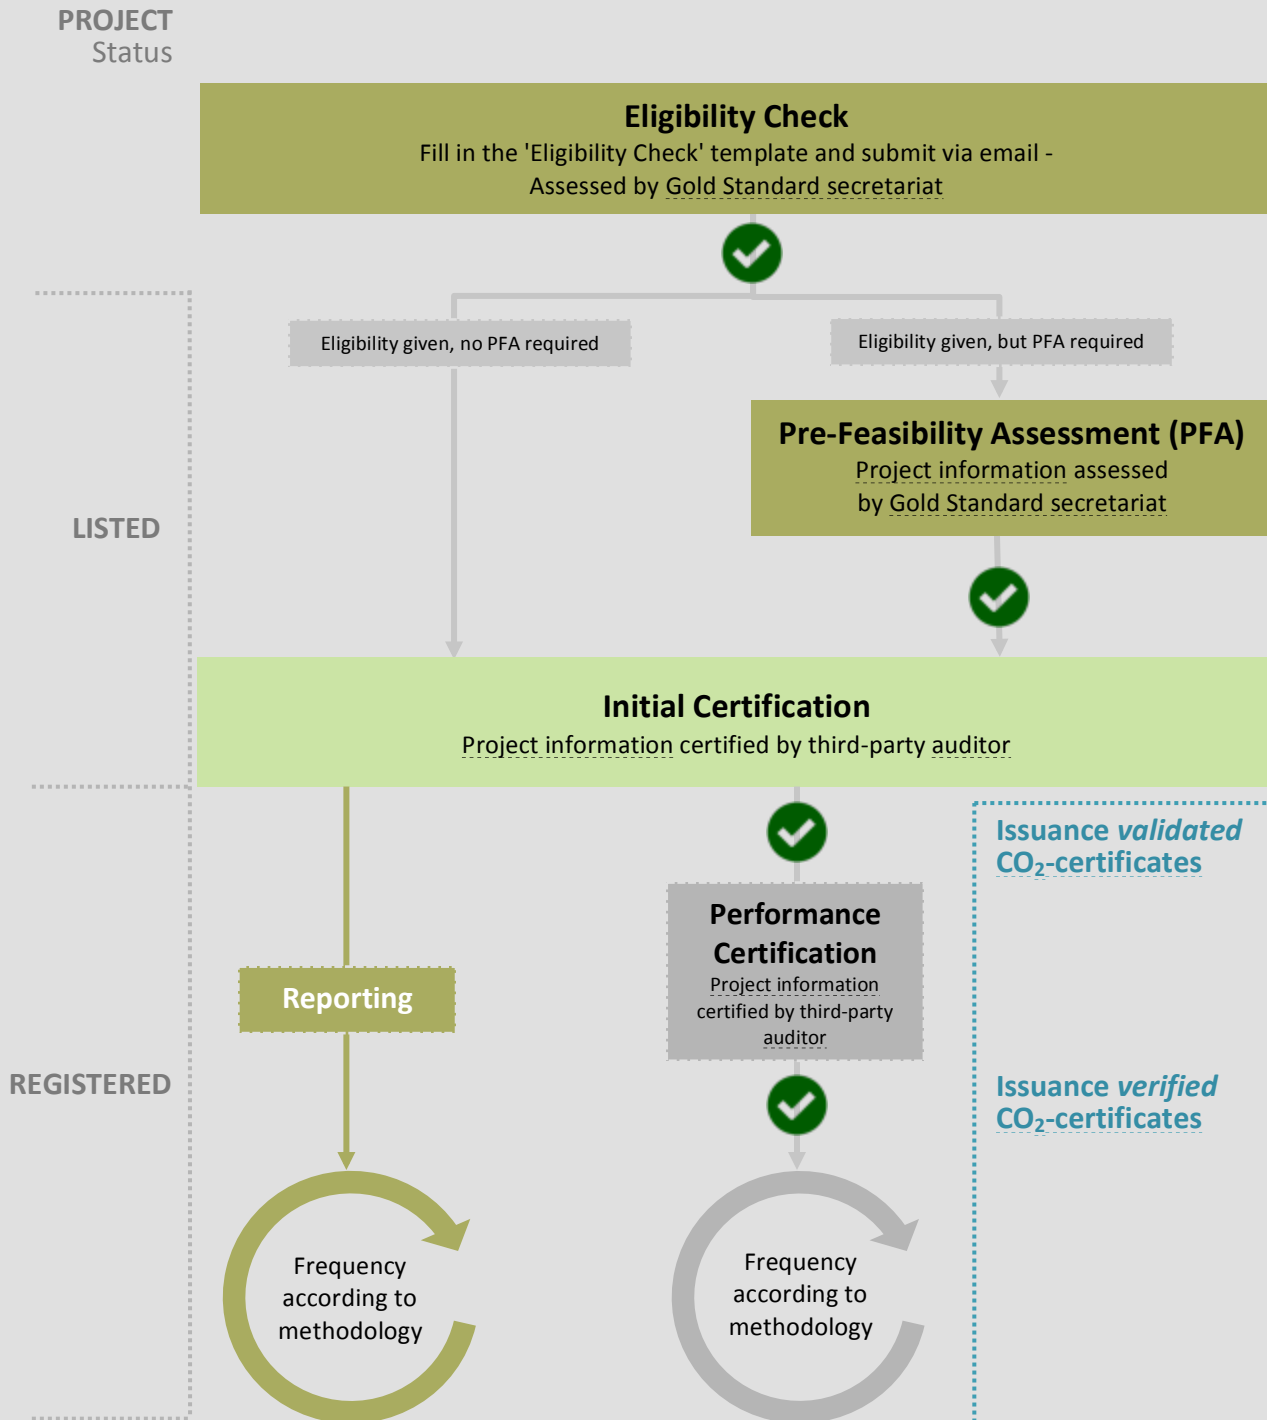 PROJECT
Status
Eligibility Check
Fill in the 'Eligibility Check' template and submit via email -
Assessed by Gold Standard secretariat
Eligibility given, no PFA required
Eligibility given, but PFA required
Pre-Feasibility Assessment (PFA)
Project information assessed
by Gold Standard secretariat
LISTED
Initial Certification
Project information certified by third-party auditor
Issuance validated
CO₂-certificates
Performance
Certification
Project information
certified by third-party
auditor
Reporting
REGISTERED
Issuance verified
CO₂-certificates
Frequency
according to
methodology
Frequency
according to
methodology